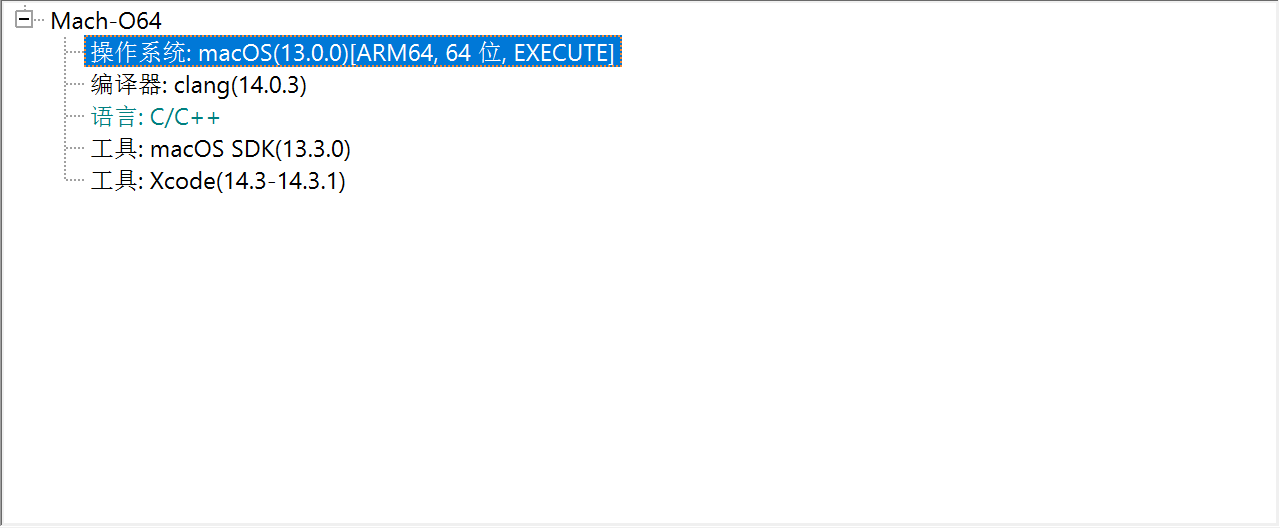 Mach-O64
操作系统: macOS(13.0.0)[ARM64, 64 位, EXECUTE]
编译器: clang(14.0.3)
语言: C/C++
工具: macOS SDK(13.3.0)
工具: Xcode(14.3-14.3.1)